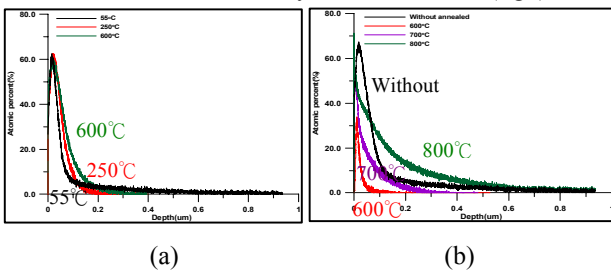 55°C
250°C
600°C
Atomic percent(%)
80.0
60.0
40.0
20.0
0.0
600℃
250℃
55℃
0
0.2
0.4
0.6
0.8
1
Depth(um)
(a)
Without annealed
600°C
700°C
800°C
Atomic percent(%)
80.0
60.0
40.0
20.0
0.0
Without
800℃
700℃
600℃
0
0.2
0.4
0.6
0.8
1
Depth(um)
(b)